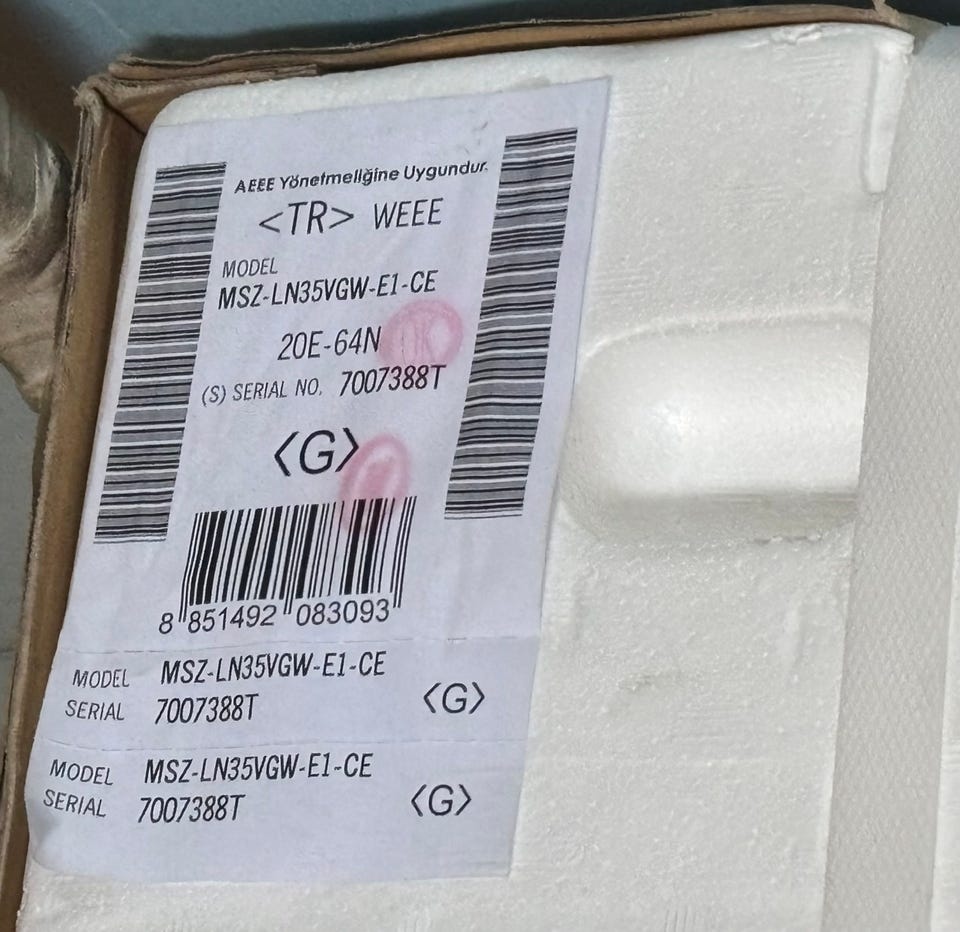 AEEE Yönetmeliğine Uygundur.
<TR> WEEE
MODEL
MSZ-LN35VGW-E1-CE
20E-64N
(S) SERIAL NO. 7007388T
<G>
8 851492 083093
MODEL MSZ-LN35VGW-E1-CE
SERIAL 7007388T <G>
MODEL MSZ-LN35VGW-E1-CE
SERIAL 7007388T <G>